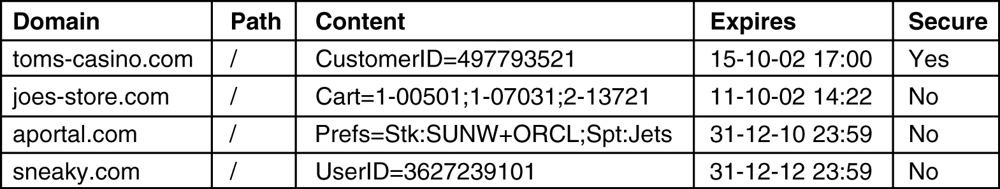 Domain Path Content Expires Secure
toms-casino.com / CustomerID=497793521 15-10-02 17:00 Yes
joes-store.com / Cart=1-00501;1-07031;2-13721 11-10-02 14:22 No
aportal.com / Prefs=Stk:SUNW+ORCL;Spt:Jets 31-12-10 23:59 No
sneaky.com / UserID=3627239101 31-12-12 23:59 No